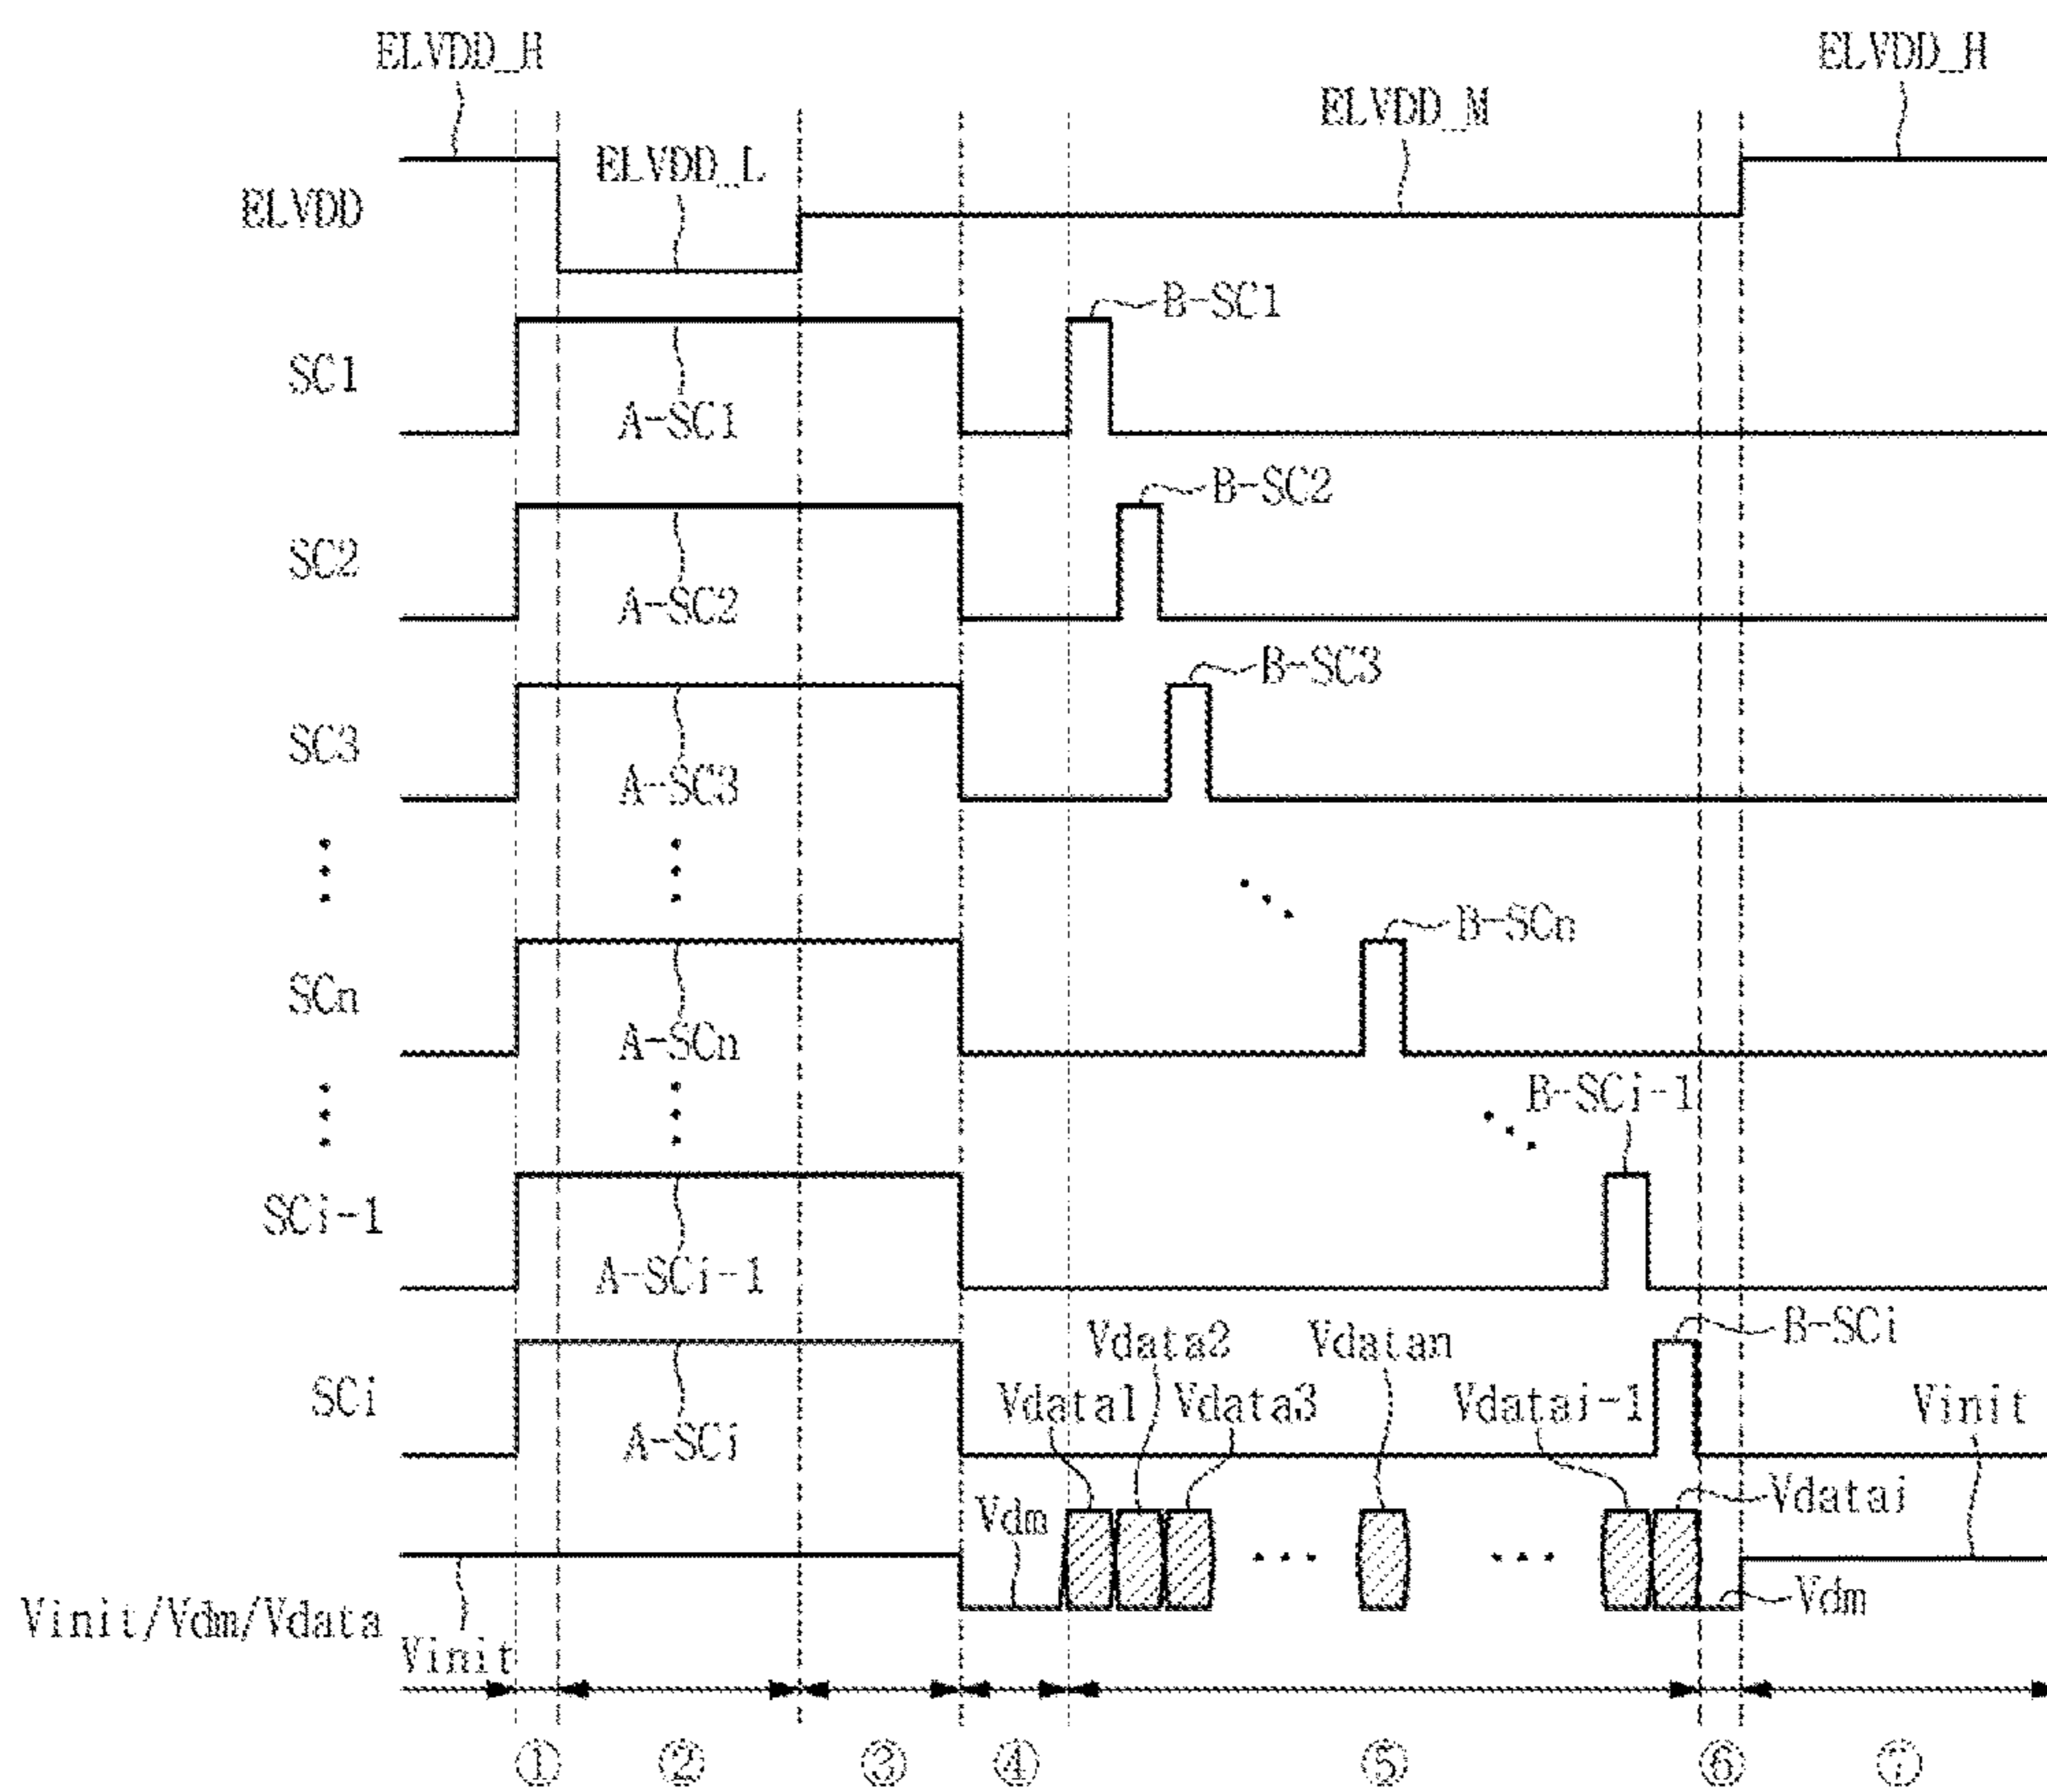 ELVDD_H
ELVDD_H
ELVDD_M
ELVDD_L
ELVDD
B-SC1
SC1
A-SC1
B-SC2
SC2
A-SC2
B-SC3
SC3
A-SC3
B-SCn
SCn
A-SCn
B-SCi-1
SCi-1
A-SCi-1
B-SCi
Vdata2
Vdatan
SCi
Vdata1
Vdata3
Vdatai-1
Vinit
A-SCi
Vdatai
Vdm
Vdm
Vinit/Vdm/Vdata
Vinit
① ② ③ ④ ⑤ ⑥ ⑦